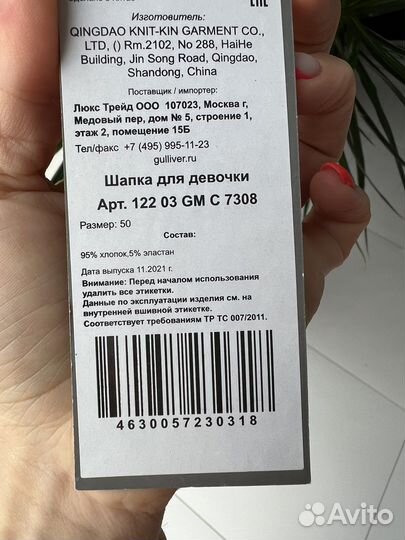 Изготовитель:
QINGDAO KNIT-KIN GARMENT CO.,
LTD, () Rm.2102, No 288, HaiHe
Building, Jin Song Road, Qingdao,
Shandong, China
Поставщик / импортер:
Люкс Трейд ООО 107023, Москва г,
Медовый пер, дом № 5, строение 1,
этаж 2, помещение 15Б
Тел/факс +7 (495) 995-11-23
gulliver.ru
Шапка для девочки
Арт. 122 03 GM C 7308
Размер: 50
Состав:
95% хлопок,5% эластан
Дата выпуска 11.2021 г.
Внимание: Перед началом использования
удалить все этикетки.
Данные по эксплуатации изделия см. на
внутренней вшивной этикетке.
Соответствует требованиям ТР ТС 007/2011.
4630057230318
Avito